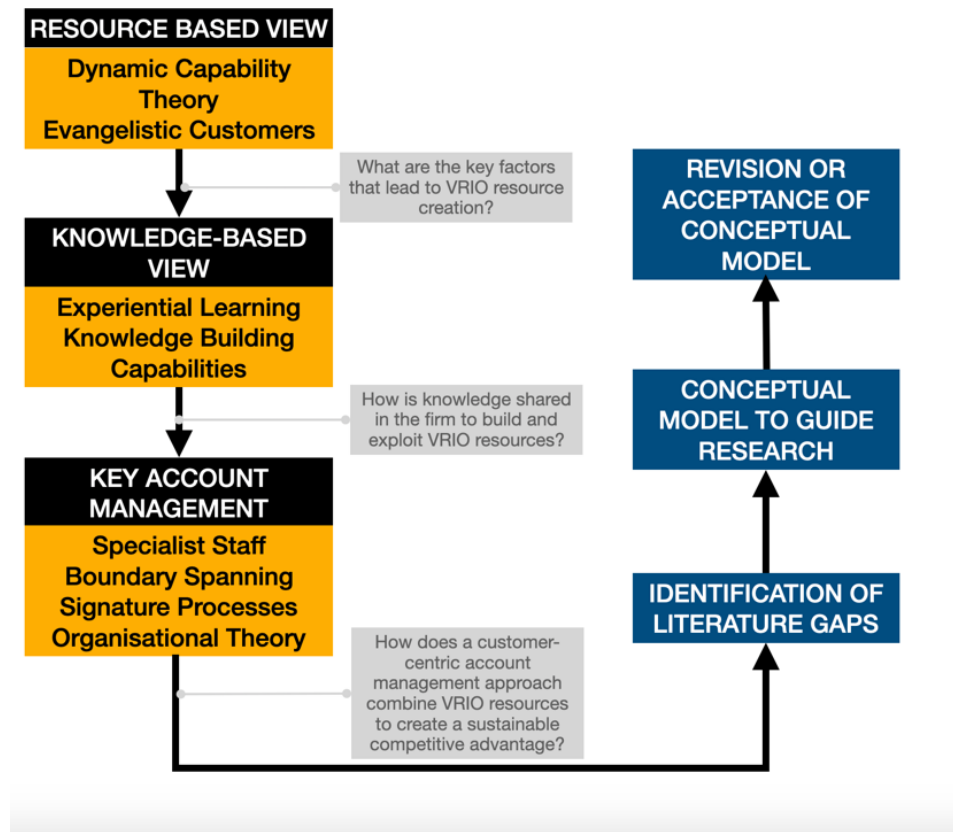 RESOURCE BASED VIEW
Dynamic Capability
Theory
Evangelistic Customers
What are the key factors
that lead to VRIO resource
creation?
KNOWLEDGE-BASED
VIEW
Experiential Learning
Knowledge Building
Capabilities
How is knowledge shared
in the firm to build and
exploit VRIO resources?
KEY ACCOUNT
MANAGEMENT
Specialist Staff
Boundary Spanning
Signature Processes
Organisational Theory
How does a customer-
centric account
management approach
combine VRIO resources
to create a sustainable
competitive advantage?
IDENTIFICATION OF
LITERATURE GAPS
CONCEPTUAL
MODEL TO GUIDE
RESEARCH
REVISION OR
ACCEPTANCE OF
CONCEPTUAL
MODEL